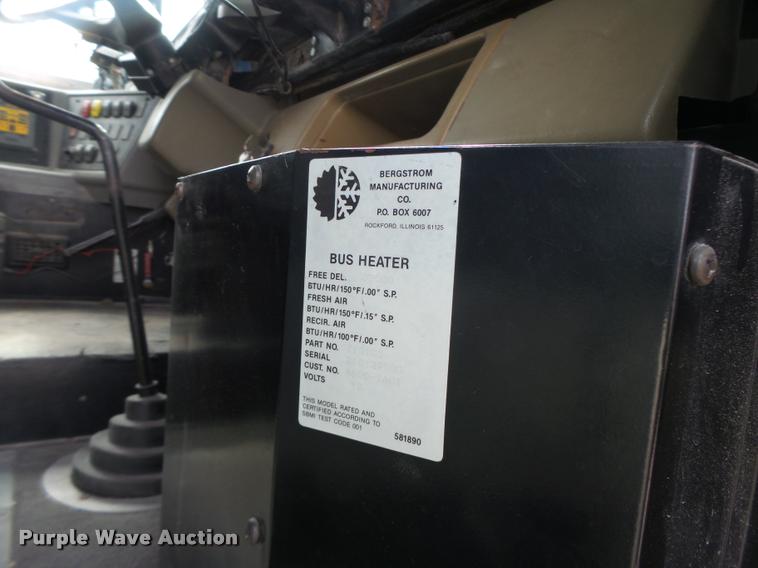 BERGSTROM
MANUFACTURING
CO.
P.O. BOX 6007
ROCKFORD, ILLINOIS 61125
BUS HEATER
FREE DEL.
BTU/HR/150°F/.00" S.P.
FRESH AIR
BTU/HR/150°F/.15" S.P.
RECIR. AIR
BTU/HR/100°F/.00" S.P.
PART NO.
SERIAL
CUST. NO.
VOLTS
THIS MODEL RATED AND
CERTIFIED ACCORDING TO
SBMI TEST CODE 001
581890
Purple Wave Auction